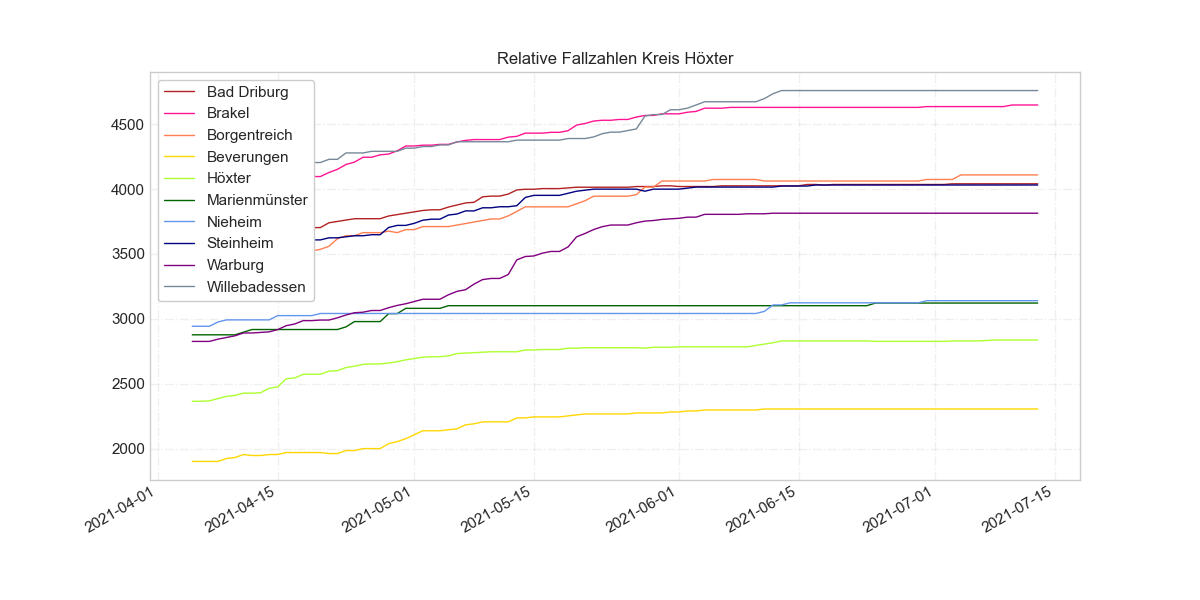 Relative Fallzahlen Kreis Höxter
Bad Driburg
Brakel
Borgentreich
Beverungen
Höxter
Marienmünster
Nieheim
Steinheim
Warburg
Willebadessen
4500
4000
3500
3000
2500
2000
2021-04-01
2021-04-15
2021-05-01
2021-05-15
2021-06-01
2021-06-15
2021-07-01
2021-07-15